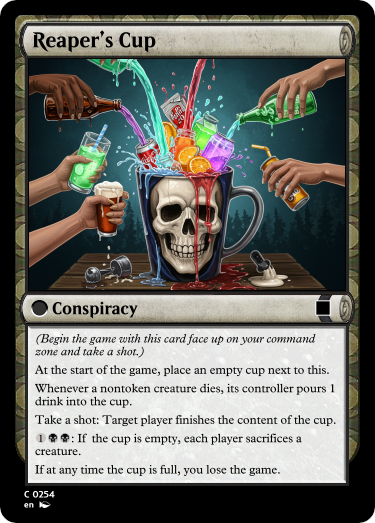 Reaper's Cup
Conspiracy
(Begin the game with this card face up on your command
zone and take a shot.)
At the start of the game, place an empty cup next to this.
Whenever a nontoken creature dies, its controller pours 1
drink into the cup.
Take a shot: Target player finishes the content of the cup.
1: If the cup is empty, each player sacrifices a
creature.
If at any time the cup is full, you lose the game.
C 0254
en